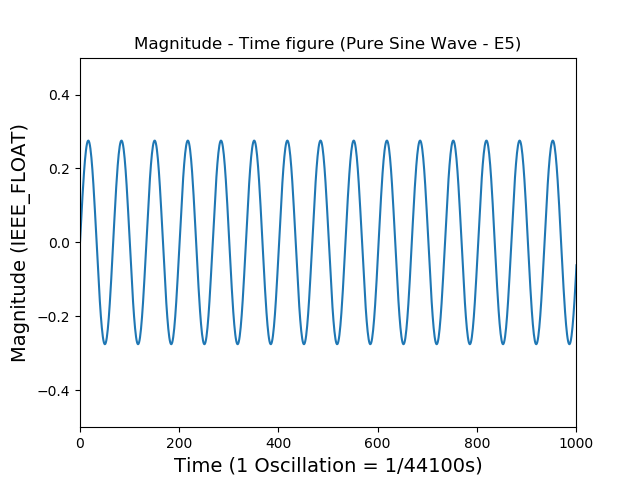 Magnitude - Time figure (Pure Sine Wave - E5)
Magnitude (IEEE_FLOAT)
0.4
0.2
0.0
−0.2
−0.4
0 200 400 600 800 1000
Time (1 Oscillation = 1/44100s)